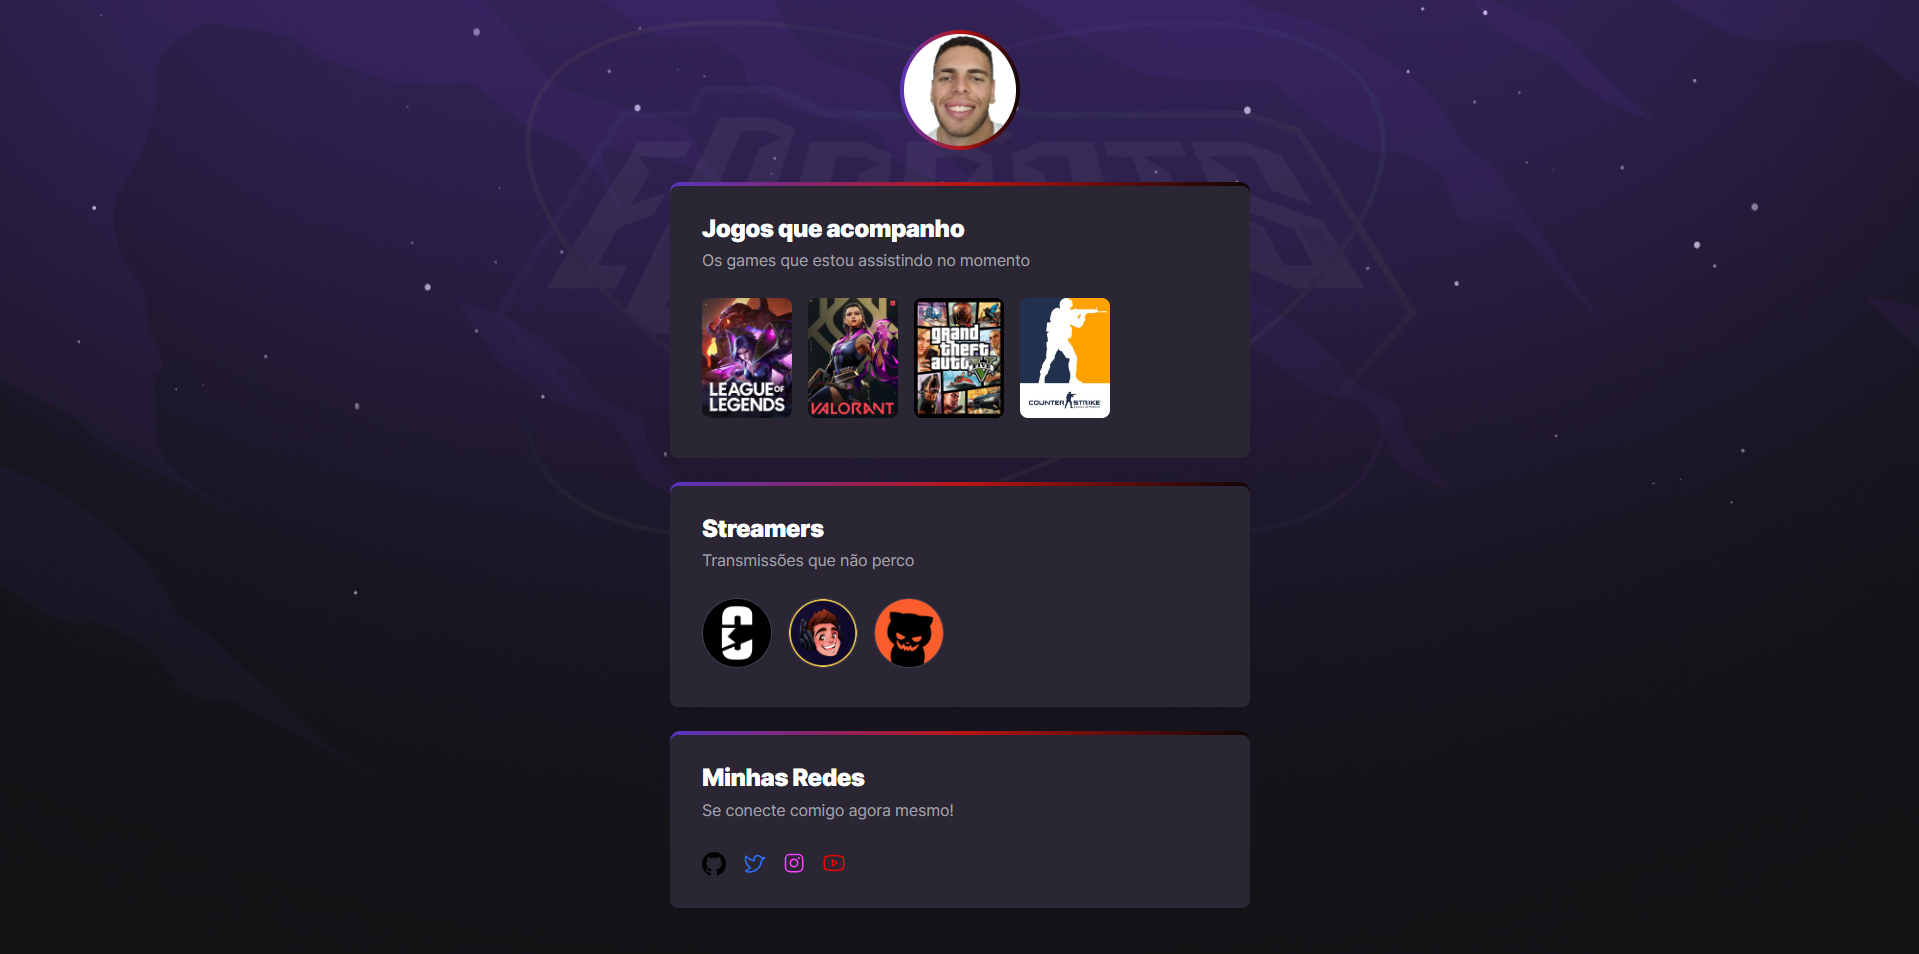 Jogos que acompanho
Os games que estou assistindo no momento
LEAGUE OF
LEGENDS
VALORANT
grand
theft
auto
COUNTER STRIKE
Streamers
Transmissões que não perco
Minhas Redes
Se conecte comigo agora mesmo!